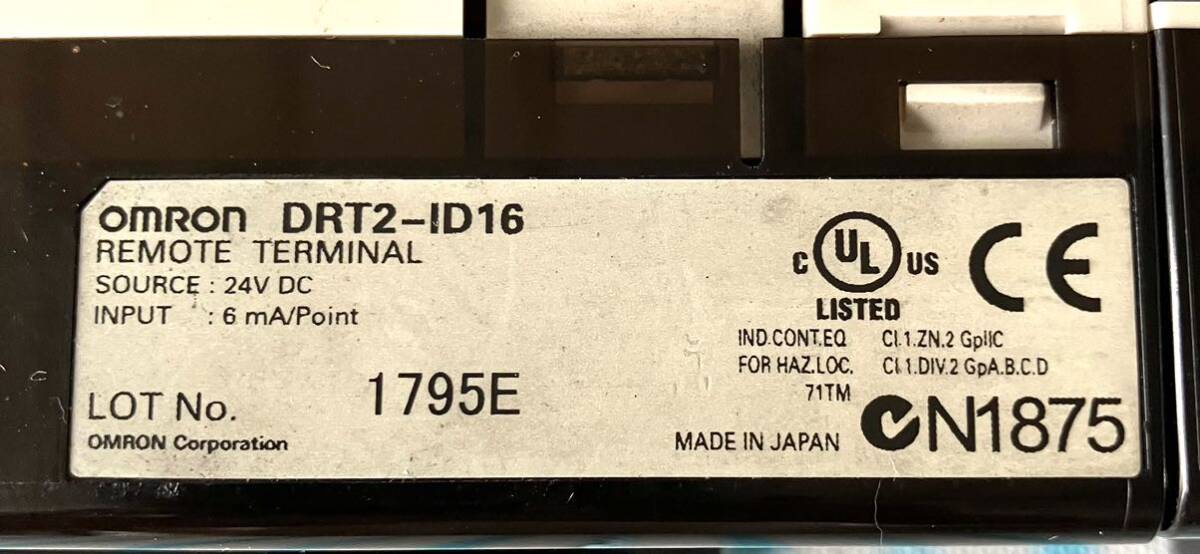 OMRON DRT2-ID16
REMOTE TERMINAL
SOURCE : 24V DC
INPUT : 6 mA/Point
LOT No. 1795E
OMRON Corporation
C UL US
LISTED
CE
IND.CONT.EQ CI.1.ZN.2 GpIIC
FOR HAZ.LOC. CI.1.DIV.2 GpA.B.C.D
71TM
N1875
MADE IN JAPAN